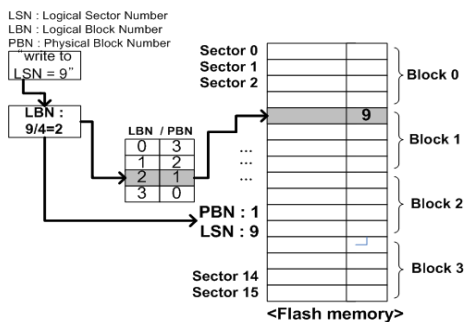 LSN : Logical Sector Number
LBN : Logical Block Number
PBN : Physical Block Number
"write to
LSN = 9"
LBN :
9/4=2
LBN / PBN
0 3
1 2
2 1
3 0
Sector 0
Sector 1
Sector 2
...
...
PBN : 1
LSN : 9
Sector 14
Sector 15
9
Block 0
Block 1
Block 2
Block 3
<Flash memory>